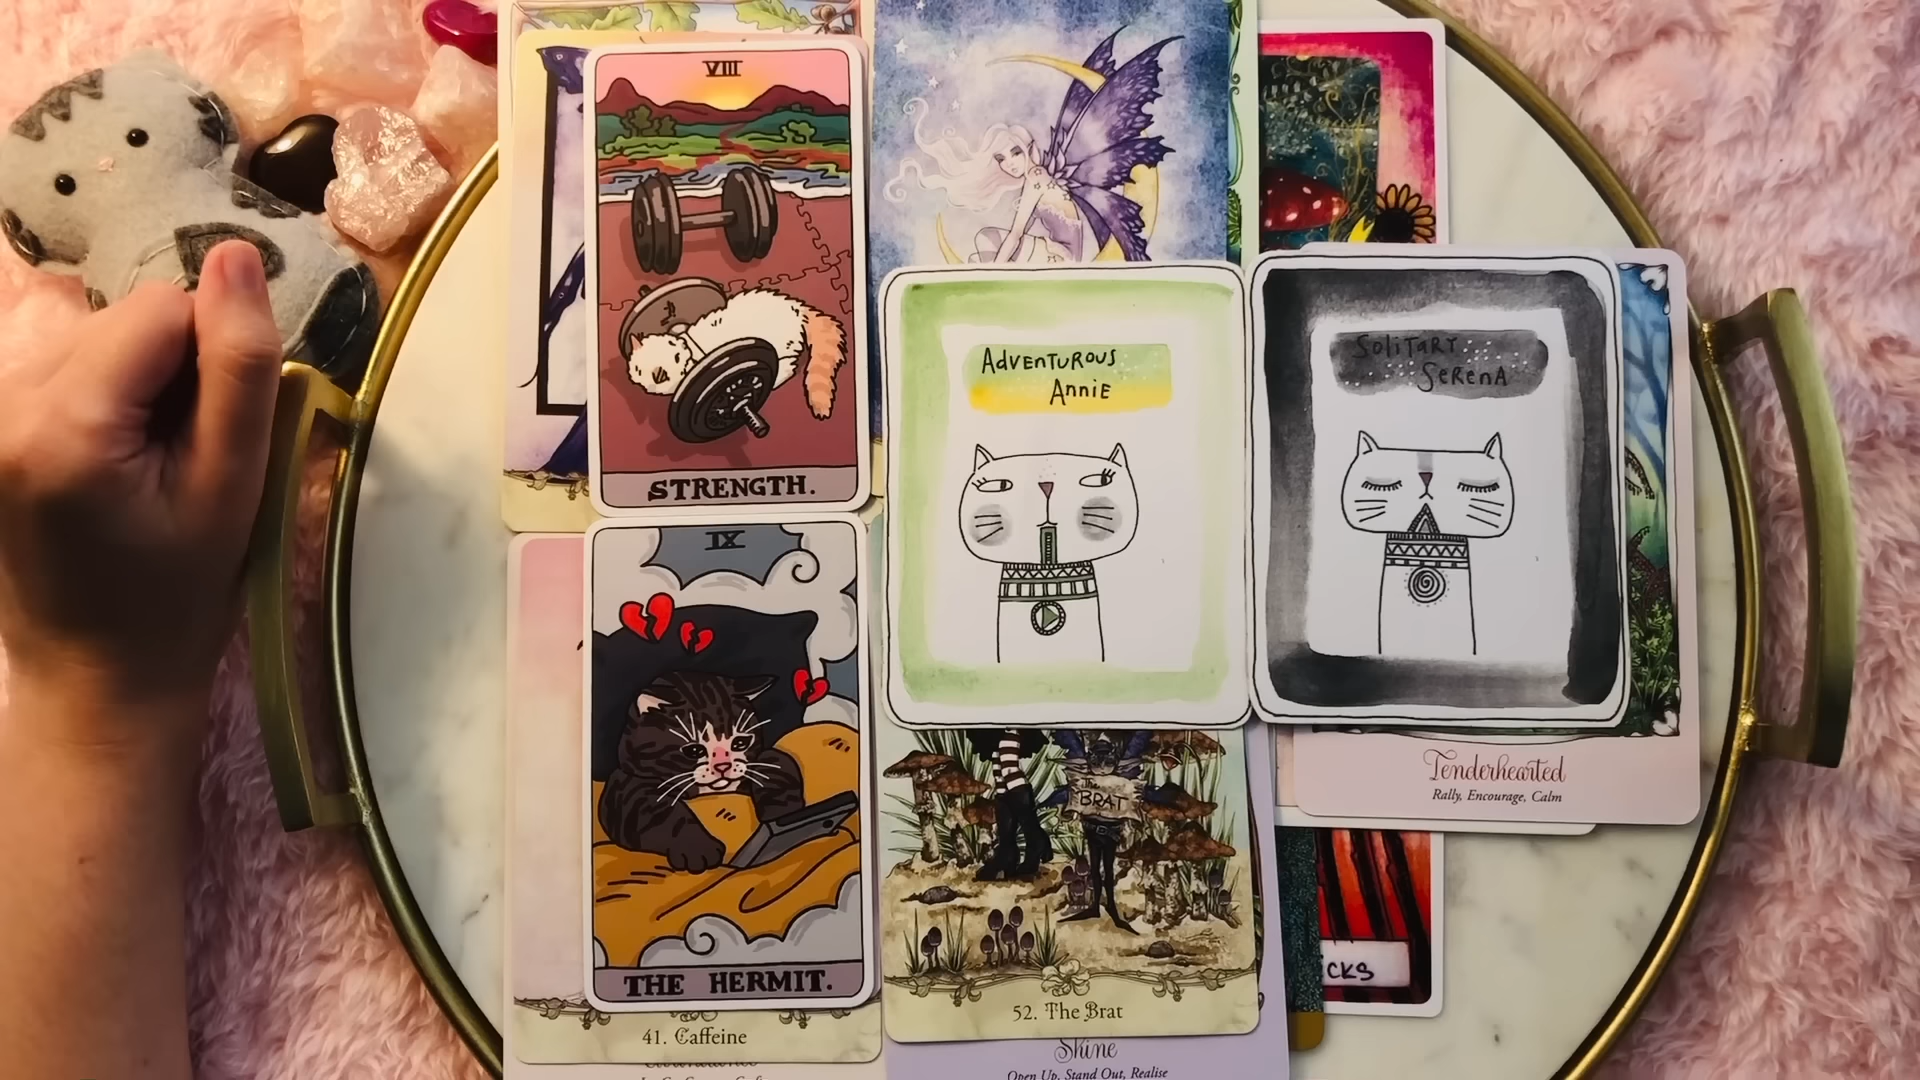 VIII
STRENGTH.
IX
THE HERMIT.
41. Caffeine
Adventurous
Annie
Solitary
Serena
The
BRAT
52. The Brat
Shine
Open Up, Stand Out, Realise
Tenderhearted
Rally, Encourage, Calm
CKS